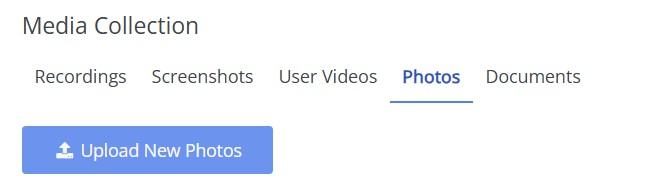 Media Collection
Recordings Screenshots User Videos Photos Documents
Upload New Photos